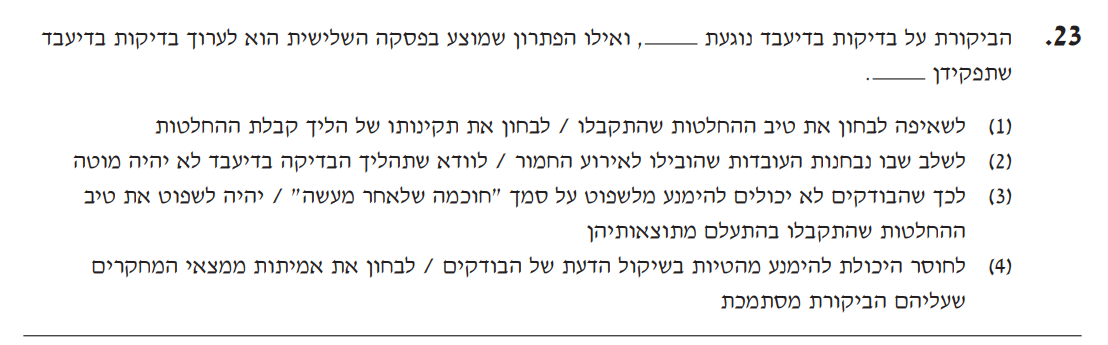 23. הביקורת על בדיקות בדיעבד נוגעת _____, ואילו הפתרון שמוצע בפסקה השלישית הוא לערוך בדיקות בדיעבד
שתפקידן _____.
(1) לשאיפה לבחון את טיב ההחלטות שהתקבלו / לבחון את תקינותו של הליך קבלת ההחלטות
(2) לשלב שבו נבחנות העובדות שהובילו לאירוע החמור / לוודא שתהליך הבדיקה בדיעבד לא יהיה מוטה
(3) לכך שהבודקים לא יכולים להימנע מלשפוט על סמך "חוכמה שלאחר מעשה" / יהיה לשפוט את טיב
ההחלטות שהתקבלו בהתעלם מתוצאותיהן
(4) לחוסר היכולת להימנע מהטיות בשיקול הדעת של הבודקים / לבחון את אמיתות ממצאי המחקרים
שעליהם הביקורת מסתמכת